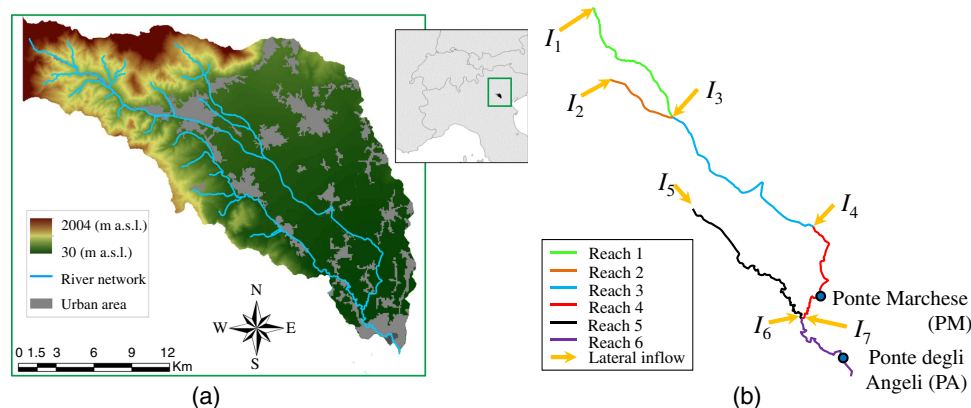 2004 (m a.s.l.)
30 (m a.s.l.)
River network
Urban area
N
W
E
S
0 1.5 3 6 9 12
Km
(a)
(b)
I1
I2
I3
I4
I5
I6
I7
Reach 1
Reach 2
Reach 3
Reach 4
Reach 5
Reach 6
Lateral inflow
Ponte Marchese
(PM)
Ponte degli
Angeli (PA)